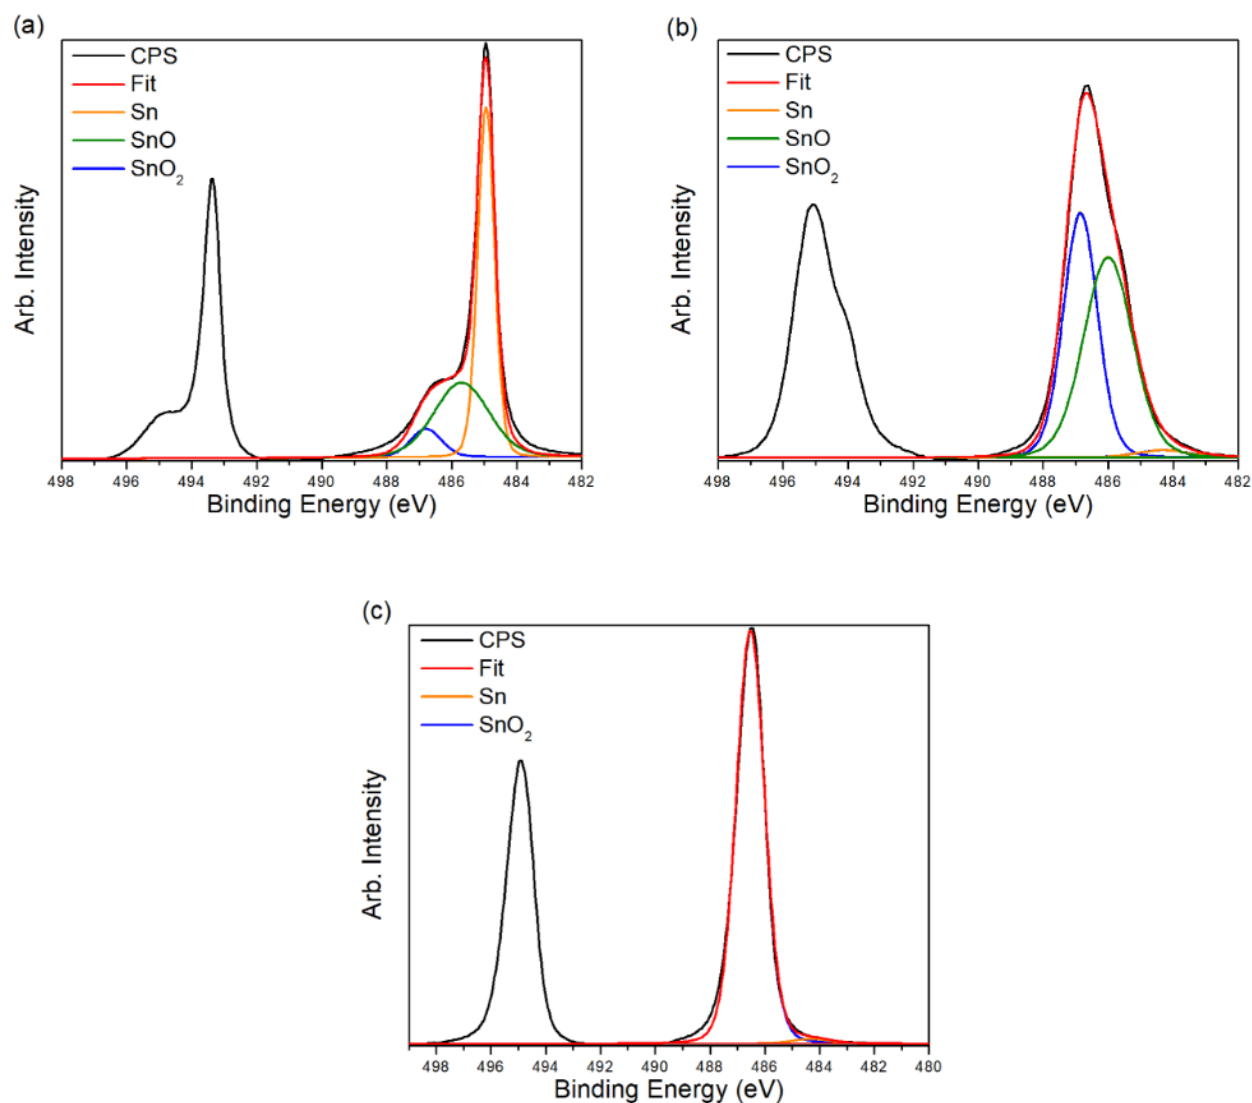 (a)
CPS
Fit
Sn
SnO
SnO₂
Arb. Intensity
498 496 494 492 490 488 486 484 482
Binding Energy (eV)
(b)
CPS
Fit
Sn
SnO
SnO₂
Arb. Intensity
498 496 494 492 490 488 486 484 482
Binding Energy (eV)
(c)
CPS
Fit
Sn
SnO₂
Arb. Intensity
498 496 494 492 490 488 486 484 482 480
Binding Energy (eV)